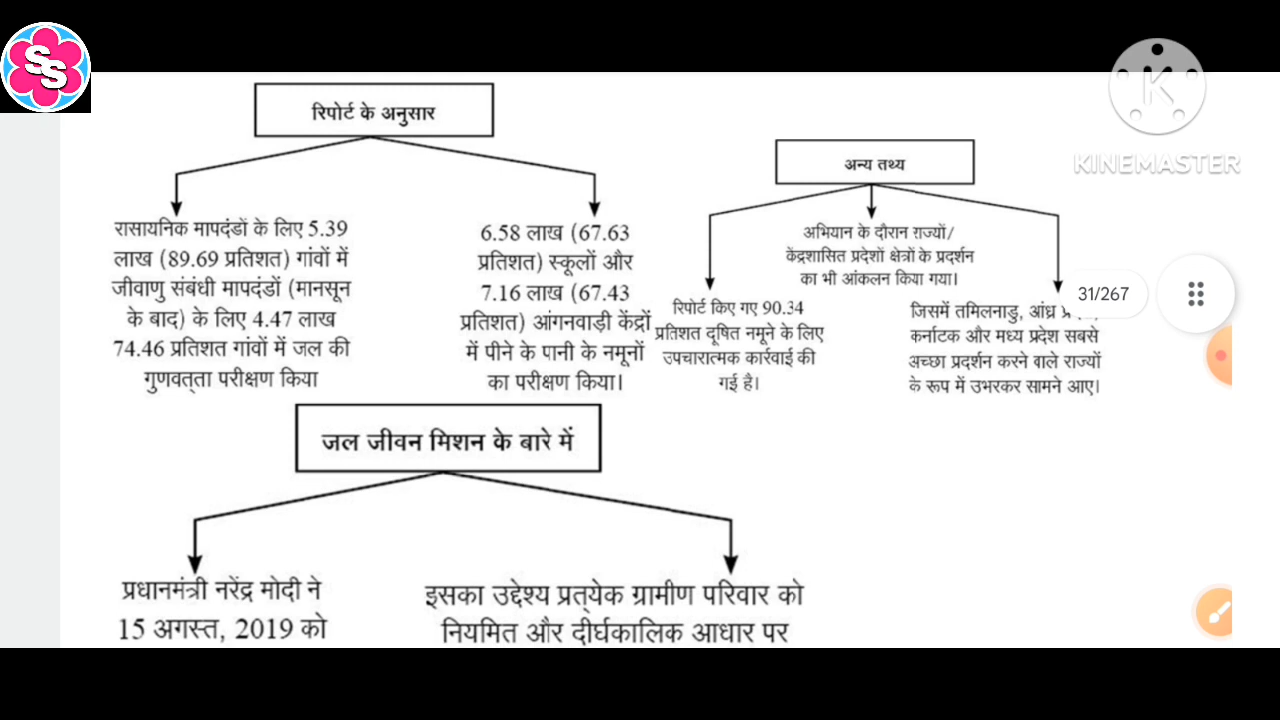 SS
KINEMASTER
रिपोर्ट के अनुसार
रासायनिक मापदंडों के लिए 5.39
लाख (89.69 प्रतिशत) गांवों में
जीवाणु संबंधी मापदंडों (मानसून
के बाद) के लिए 4.47 लाख
74.46 प्रतिशत गांवों में जल की
गुणवत्ता परीक्षण किया
6.58 लाख (67.63
प्रतिशत) स्कूलों और
7.16 लाख (67.43
प्रतिशत) आंगनवाड़ी केंद्रों
में पीने के पानी के नमूनों
का परीक्षण किया।
अन्य तथ्य
रिपोर्ट किए गए 90.34
प्रतिशत दूषित नमूने के लिए
उपचारात्मक कार्रवाई की
गई है।
अभियान के दौरान राज्यों/
केंद्रशासित प्रदेशों क्षेत्रों के प्रदर्शन
का भी आंकलन किया गया।
31/267
जिसमें तमिलनाडु, आंध्र
कर्नाटक और मध्य प्रदेश सबसे
अच्छा प्रदर्शन करने वाले राज्यों
के रूप में उभरकर सामने आए।
जल जीवन मिशन के बारे में
प्रधानमंत्री नरेंद्र मोदी ने
15 अगस्त, 2019 को
इसका उद्देश्य प्रत्येक ग्रामीण परिवार को
नियमित और दीर्घकालिक आधार पर